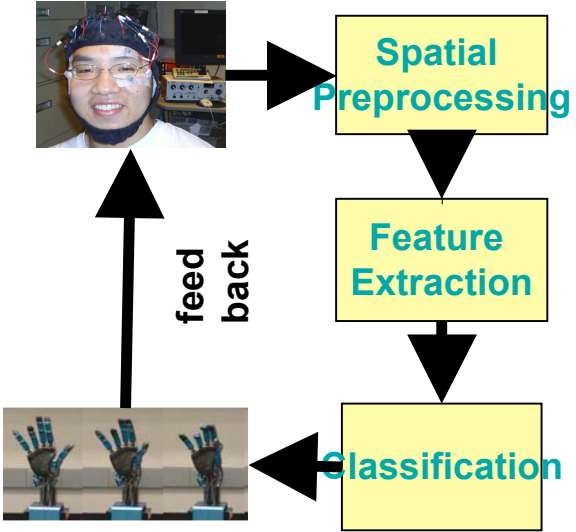 Spatial
Preprocessing
Feature
Extraction
feed
back
Classification